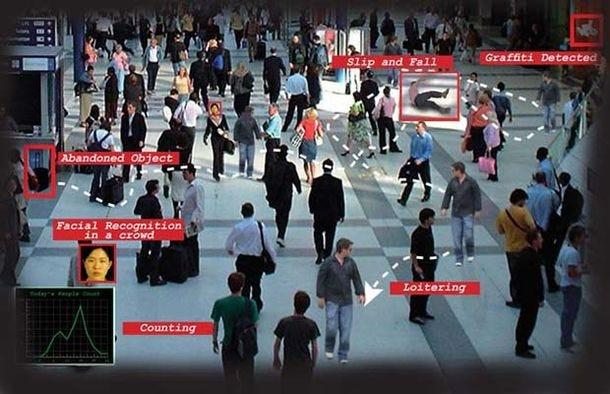 Slip and Fall
Graffiti Detected
Abandoned Object
Facial Recognition
in a crowd
Today's People Count
Loitering
Counting